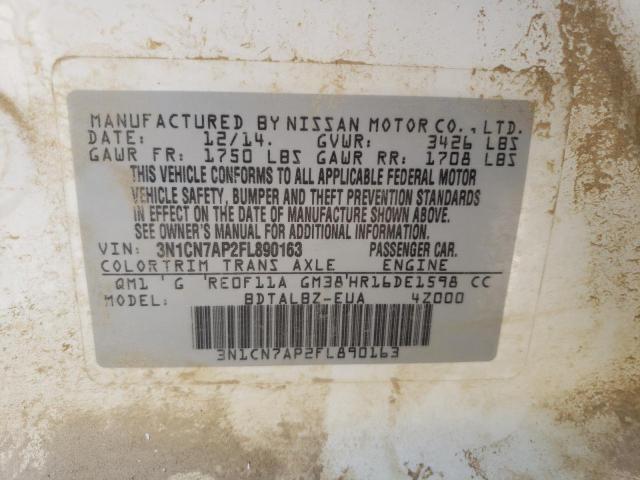 MANUFACTURED BY NISSAN MOTOR CO., LTD.
DATE: 12/14. GVWR: 3426 LBS
GAWR FR: 1750 LBS GAWR RR: 1708 LBS
THIS VEHICLE CONFORMS TO ALL APPLICABLE FEDERAL MOTOR
VEHICLE SAFETY, BUMPER AND THEFT PREVENTION STANDARDS
IN EFFECT ON THE DATE OF MANUFACTURE SHOWN ABOVE.
SEE OWNER'S MANUAL FOR ADDITIONAL INFORMATION.
VIN: 3N1CN7AP2FL890163 PASSENGER CAR.
COLOR TRIM TRANS AXLE ENGINE
QM1 ' G 'RE0F11A GM38'HR16DE1598 CC
MODEL: BDTALBZ-EUA 4Z000
3N1CN7AP2FL890163